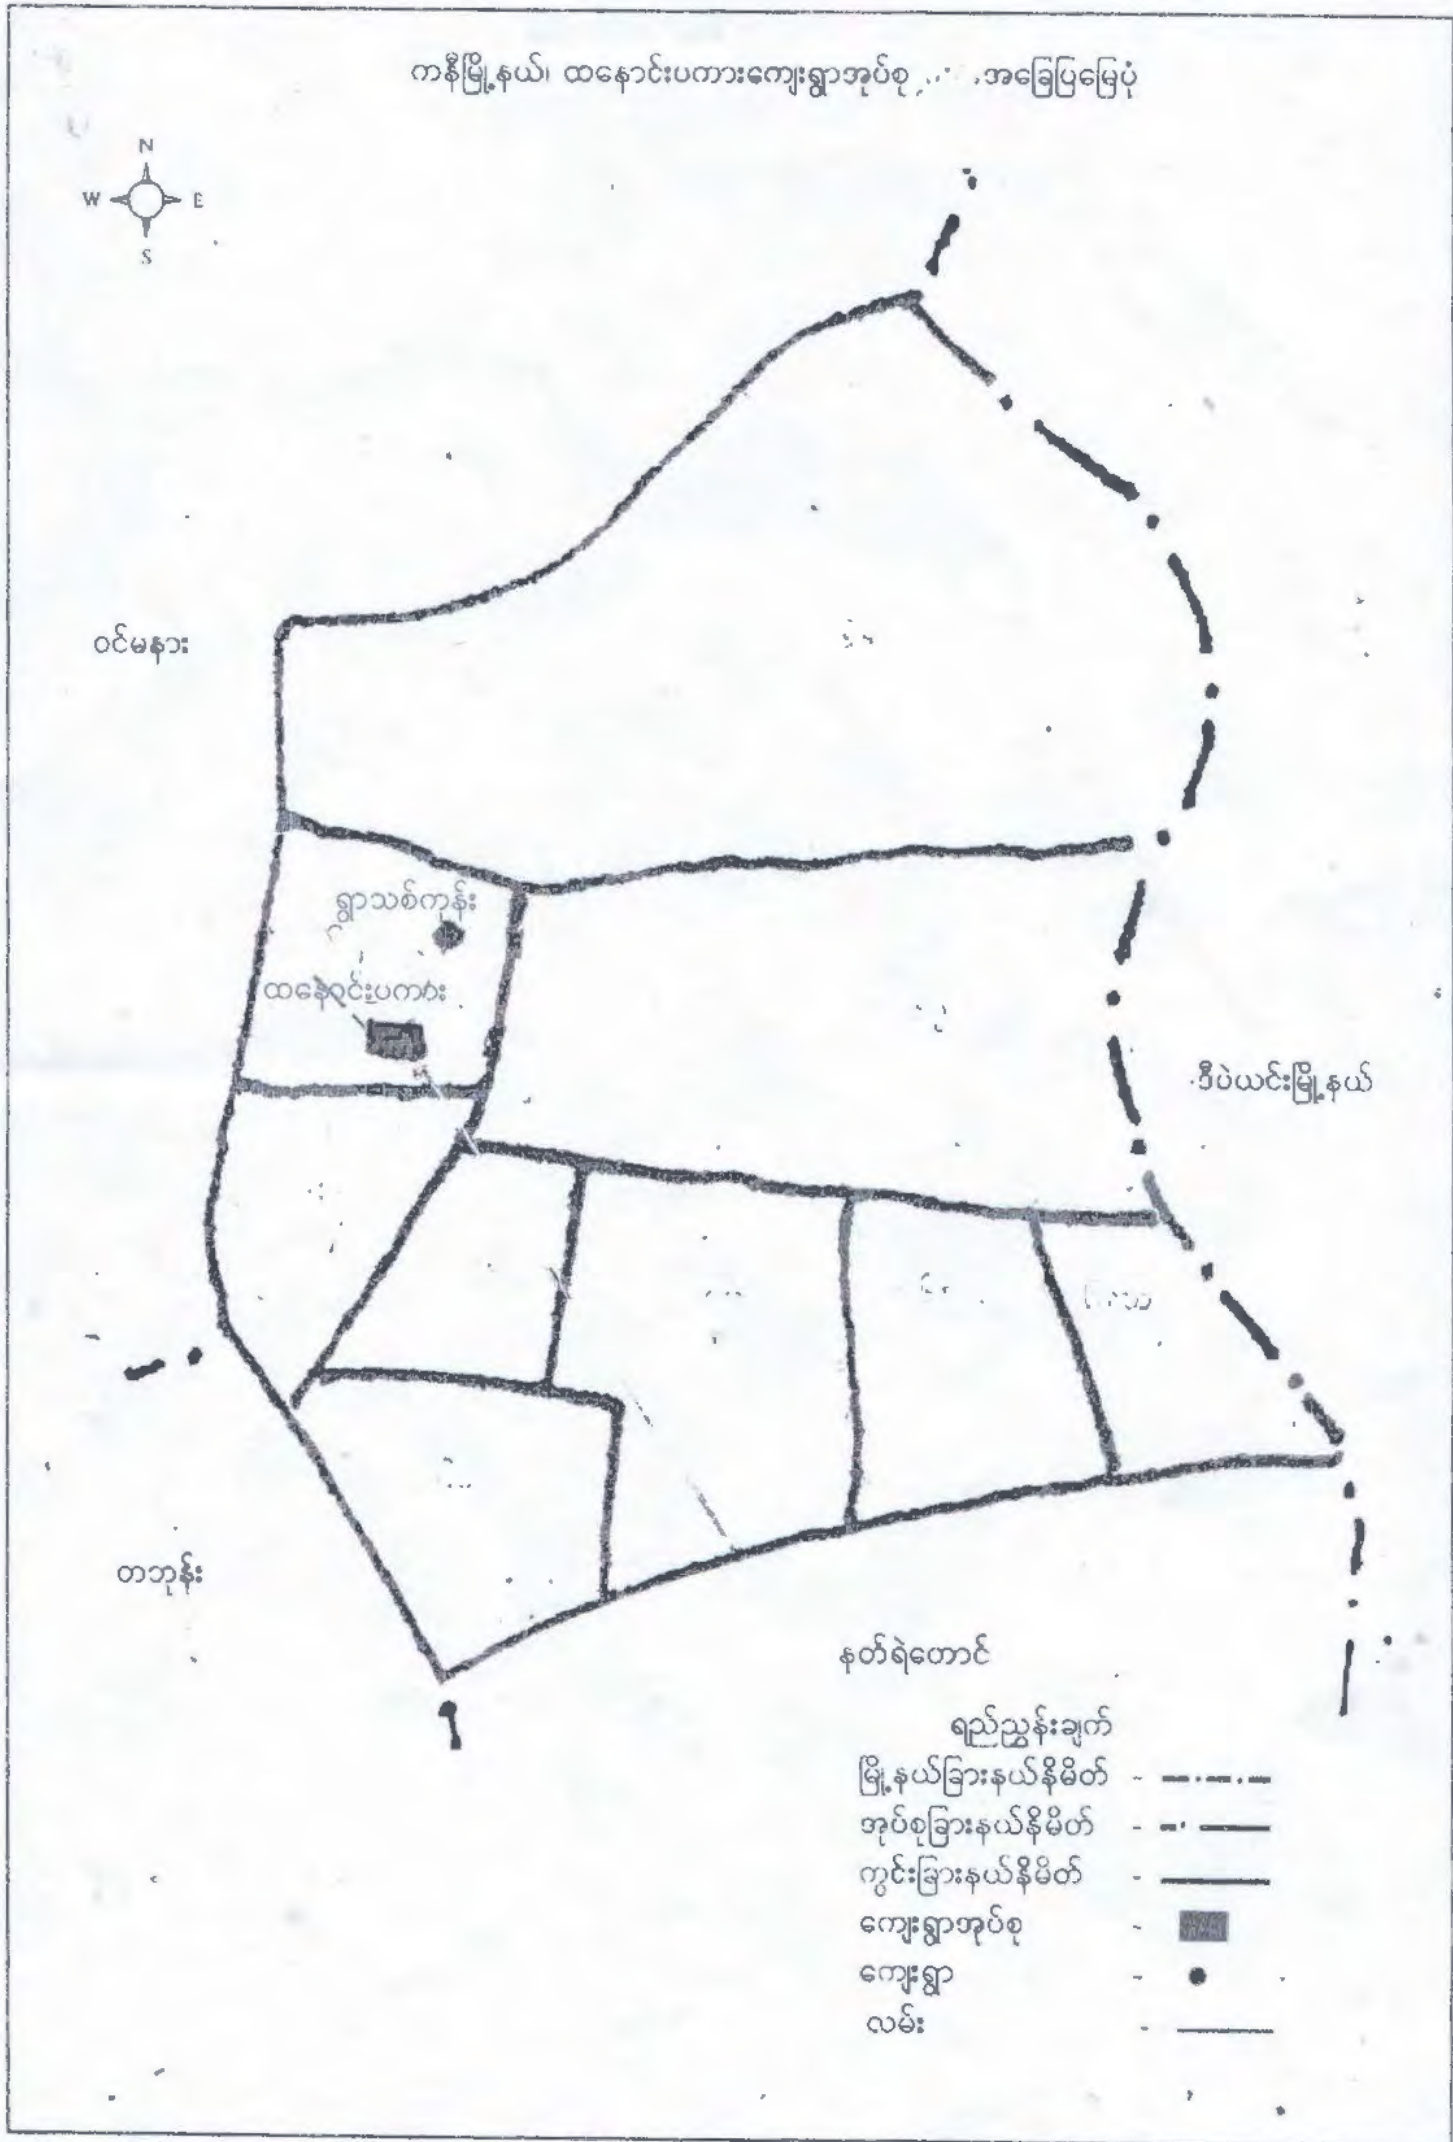 ကနီမြို့နယ်၊ ထနောင်းပကားကျေးရွာအုပ်စု အခြေပြမြေပုံ
N
W E
S
ဝင်မနား
ရွာသစ်ကုန်း
ထနောင်းပကား
ဒီပဲယင်းမြို့နယ်
တဘုန်း
နတ်ရဲတောင်
ရည်ညွှန်းချက်
မြို့နယ်ခြားနယ်နိမိတ် -
အုပ်စုခြားနယ်နိမိတ် -
ကွင်းခြားနယ်နိမိတ် -
ကျေးရွာအုပ်စု -
ကျေးရွာ -
လမ်း -